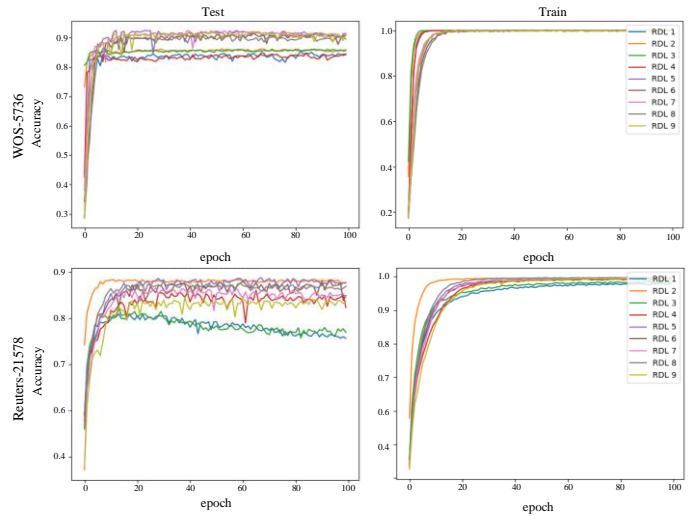 Test
Train
WOS-5736
Accuracy
0.9
0.8
0.7
0.6
0.5
0.4
0.3
0
20
40
60
80
100
epoch
1.0
0.8
0.6
0.4
0.2
0
20
40
60
80
100
epoch
RDL 1
RDL 2
RDL 3
RDL 4
RDL 5
RDL 6
RDL 7
RDL 8
RDL 9
Reuters-21578
Accuracy
0.9
0.8
0.8
0.6
0.6
0.4
0
20
40
60
80
100
epoch
1.0
0.9
0.8
0.7
0.6
0.5
0.4
0
20
40
60
80
100
epoch
RDL 1
RDL 2
RDL 3
RDL 4
RDL 5
RDL 6
RDL 7
RDL 8
RDL 9